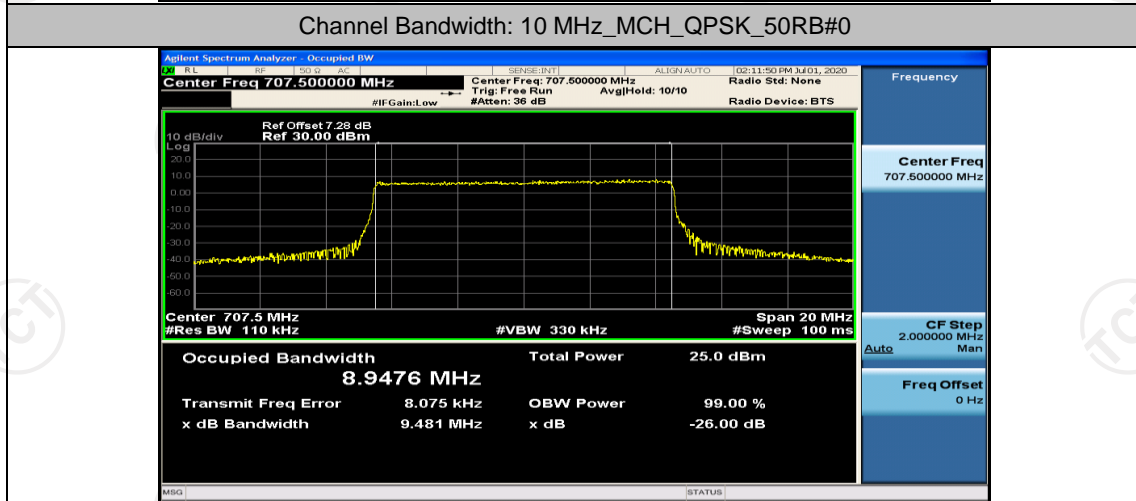 Channel Bandwidth: 10 MHz_MCH_QPSK_50RB#0
Agilent Spectrum Analyzer - Occupied BW
LXI RL RF 50 Ω AC SENSE:INT ALIGN AUTO 02:11:50 PM Jul 01, 2020
Center Freq 707.500000 MHz
Center Freq: 707.500000 MHz Radio Std: None
Trig: Free Run Avg|Hold: 10/10
#IFGain:Low #Atten: 36 dB Radio Device: BTS
Frequency
Ref Offset 7.28 dB
10 dB/div Ref 30.00 dBm
Log
20.0
10.0
0.00
-10.0
-20.0
-30.0
-40.0
-50.0
-60.0
Center 707.5 MHz Span 20 MHz
#Res BW 110 kHz #VBW 330 kHz #Sweep 100 ms
Center Freq
707.500000 MHz
CF Step
2.000000 MHz
Auto Man
Freq Offset
0 Hz
Occupied Bandwidth Total Power 25.0 dBm
8.9476 MHz
Transmit Freq Error 8.075 kHz OBW Power 99.00 %
x dB Bandwidth 9.481 MHz x dB -26.00 dB
MSG STATUS
TCT